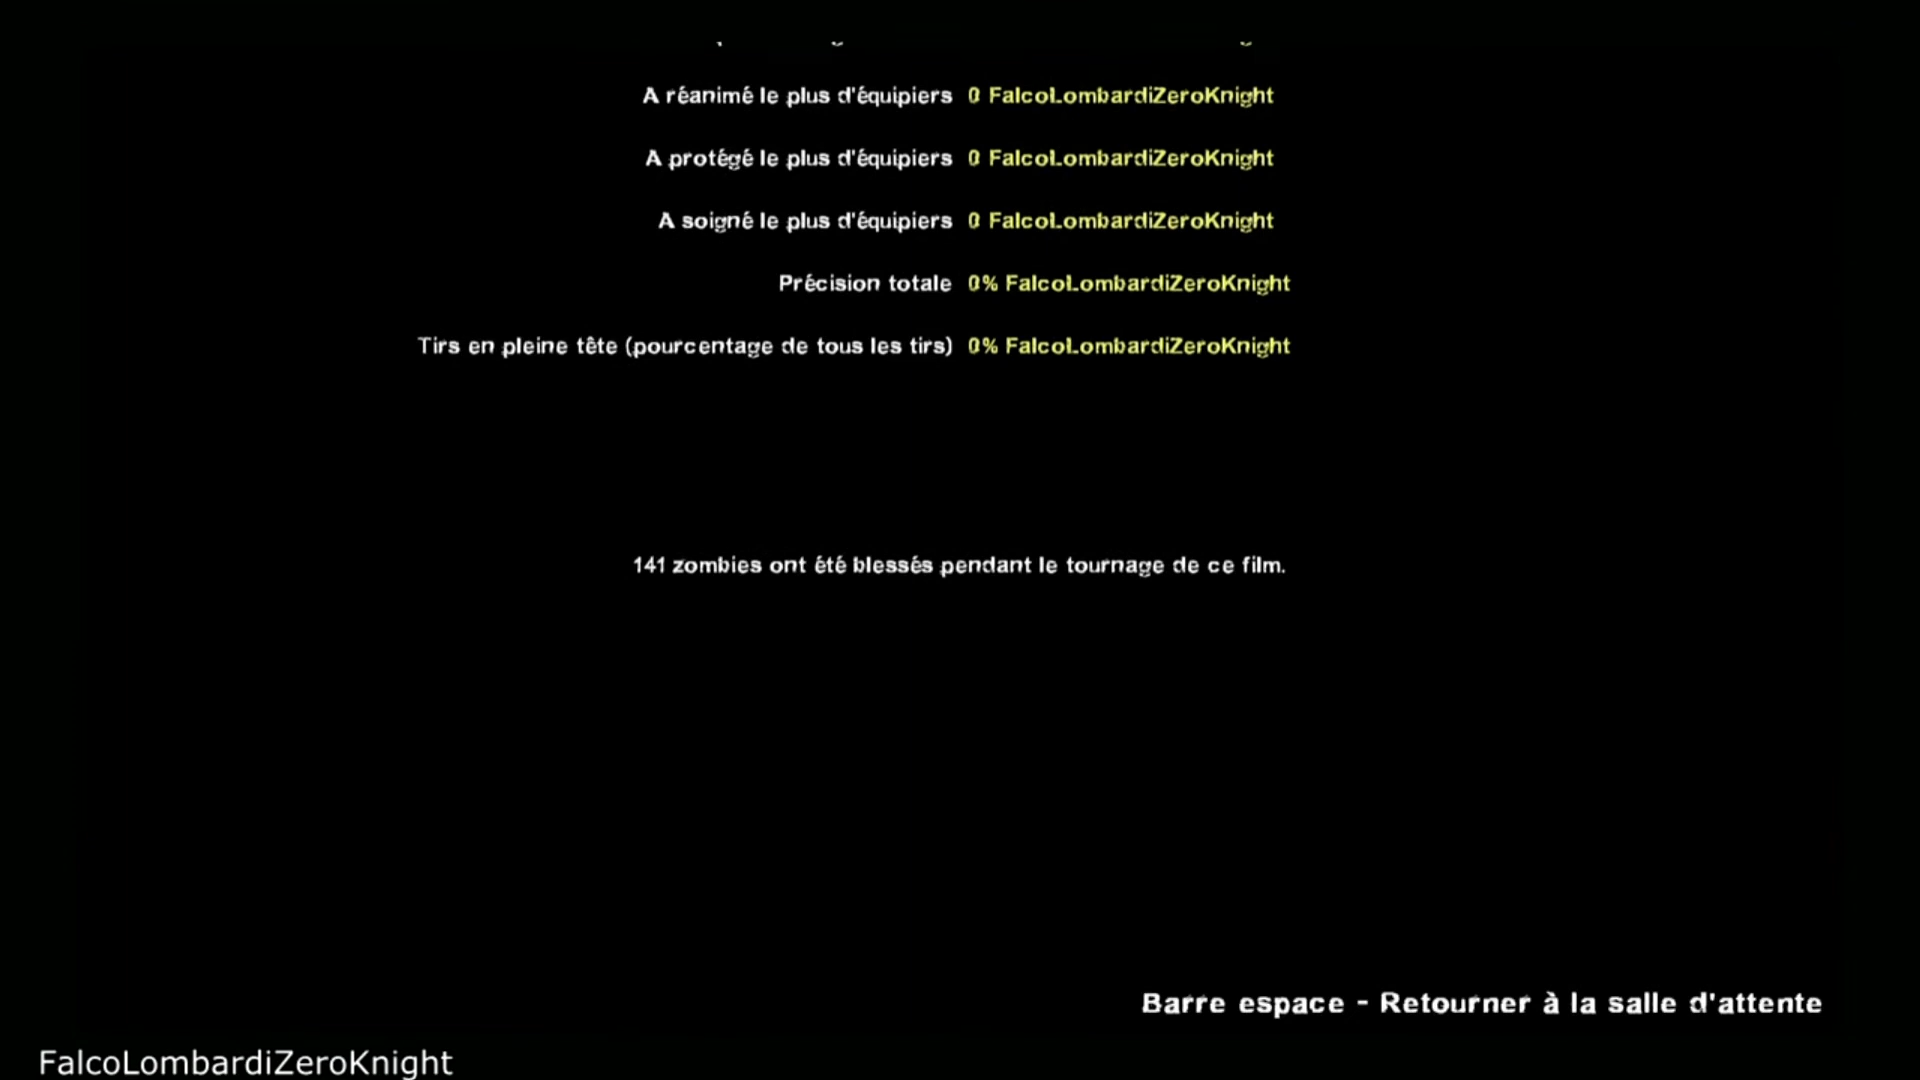 A réanimé le plus d'équipiers 0 FalcoLombardiZeroKnight
A protégé le plus d'équipiers 0 FalcoLombardiZeroKnight
A soigné le plus d'équipiers 0 FalcoLombardiZeroKnight
Précision totale 0% FalcoLombardiZeroKnight
Tirs en pleine tête (pourcentage de tous les tirs) 0% FalcoLombardiZeroKnight
141 zombies ont été blessés pendant le tournage de ce film.
Barre espace - Retourner à la salle d'attente
FalcoLombardiZeroKnight